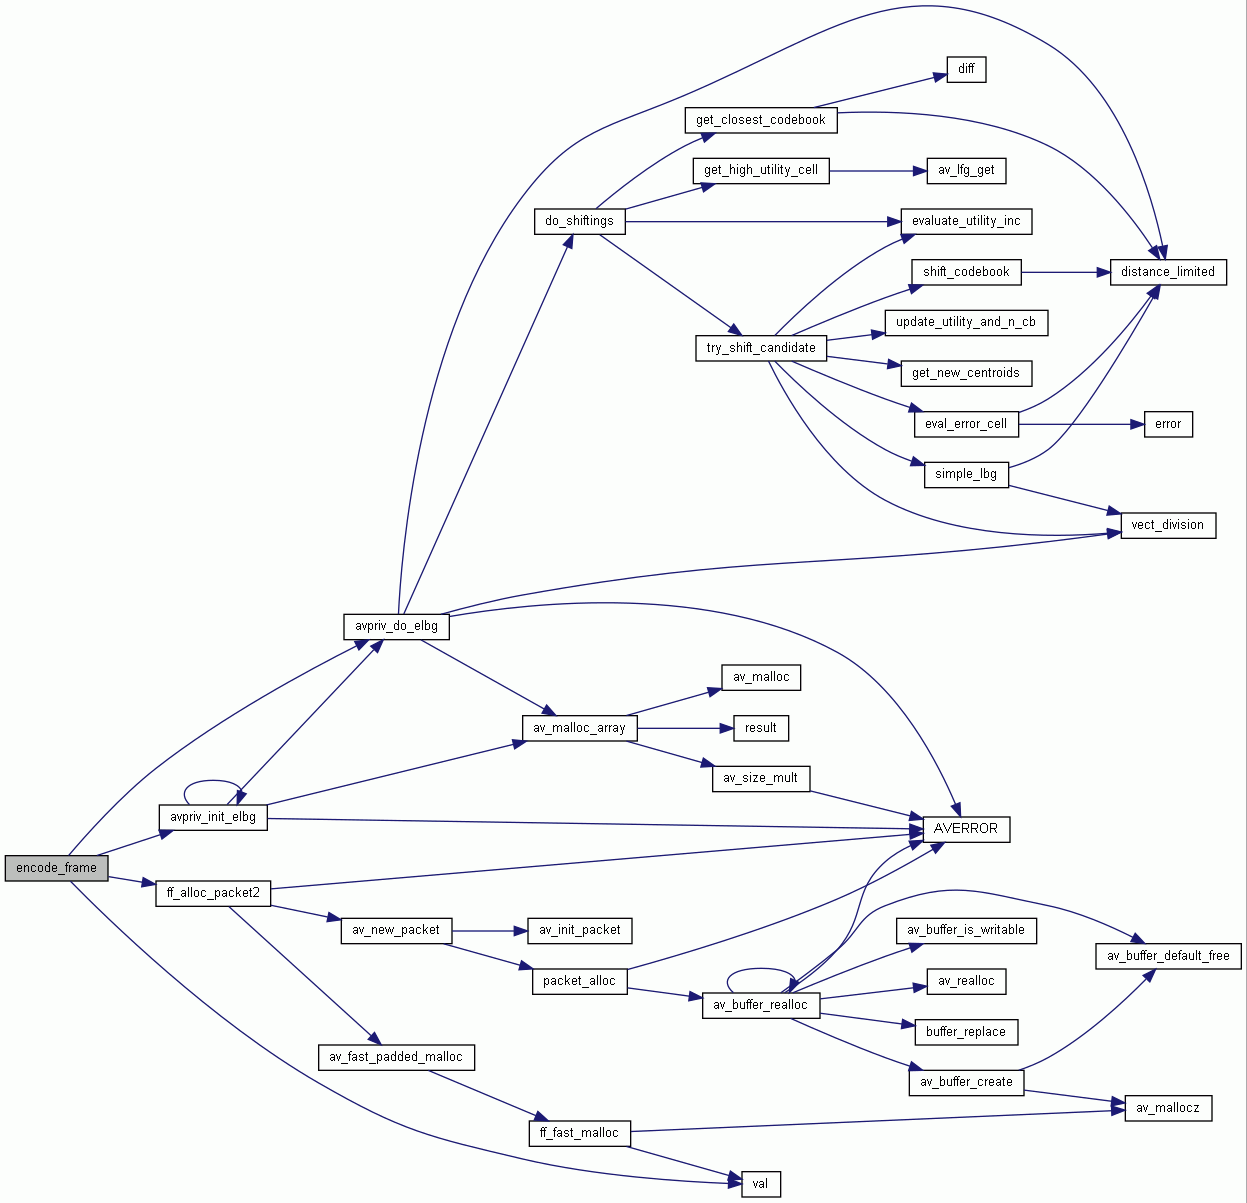 diff
get_closest_codebook
get_high_utility_cell
av_lfg_get
do_shiftings
evaluate_utility_inc
shift_codebook
distance_limited
update_utility_and_n_cb
try_shift_candidate
get_new_centroids
eval_error_cell
error
simple_lbg
vect_division
avpriv_do_elbg
av_malloc
av_malloc_array
result
av_size_mult
avpriv_init_elbg
AVERROR
encode_frame
ff_alloc_packet2
av_new_packet
av_init_packet
av_buffer_is_writable
av_buffer_default_free
packet_alloc
av_realloc
av_buffer_realloc
buffer_replace
av_fast_padded_malloc
av_buffer_create
av_mallocz
ff_fast_malloc
val